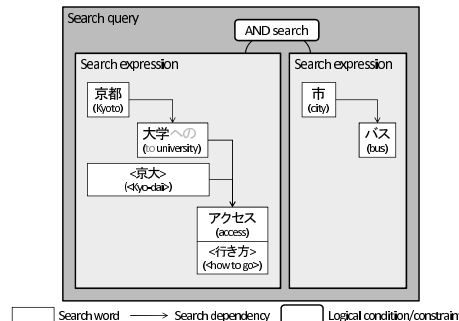 Search query
AND search
Search expression
京都
(Kyoto)
大学への
(to university)
<京大>
(<Kyo-dai>)
アクセス
(access)
<行き方>
(<how to go>)
Search expression
市
(city)
バス
(bus)
Search word
Search dependency
Logical condition/constraint